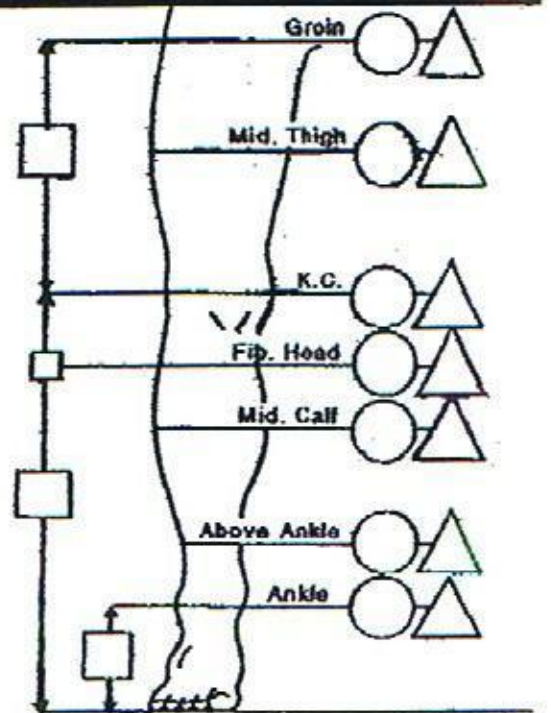 Groin
Mid. Thigh
K.C.
Fib. Head
Mid. Calf
Above Ankle
Ankle